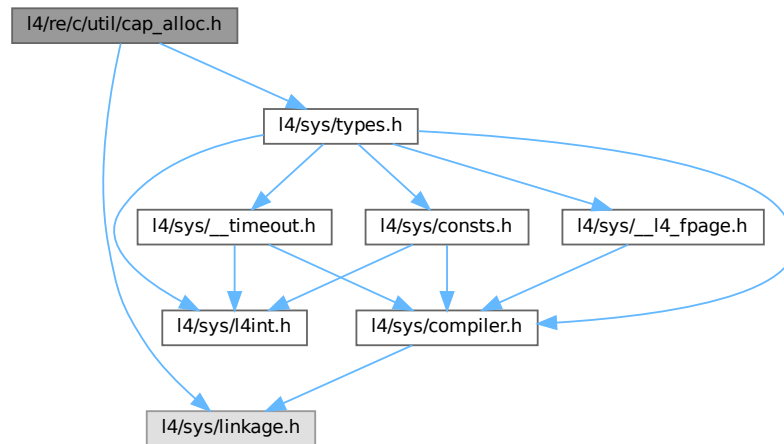 l4/re/c/util/cap_alloc.h
l4/sys/types.h
l4/sys/__timeout.h
l4/sys/consts.h
l4/sys/__l4_fpage.h
l4/sys/l4int.h
l4/sys/compiler.h
l4/sys/linkage.h